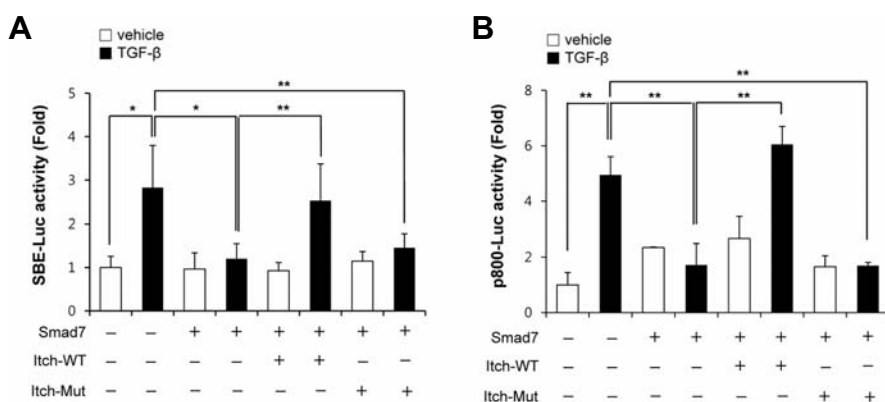 A
vehicle
TGF-β
SBE-Luc activity (Fold)
5
4
3
2
1
0
* * ** **
Smad7 – – + + + + + +
Itch-WT – – – – + + – –
Itch-Mut – – – – – – + +
B
vehicle
TGF-β
p800-Luc activity (Fold)
8
6
4
2
0
** ** ** **
Smad7 – – + + + + + +
Itch-WT – – – – + + – –
Itch-Mut – – – – – – + +